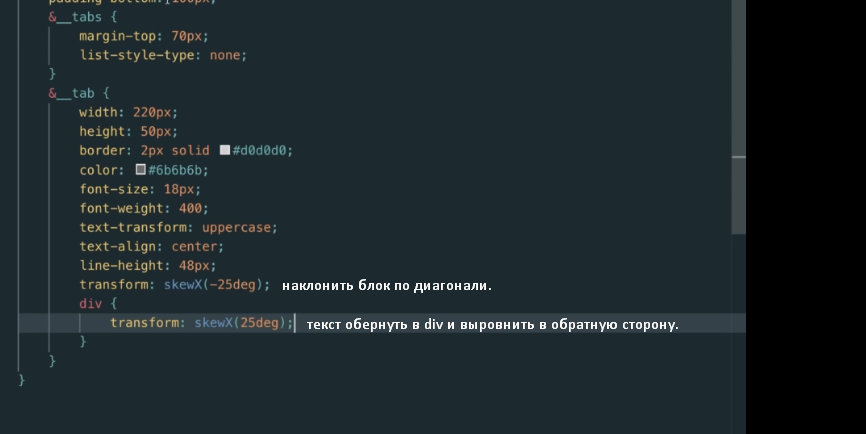 padding-bottom: 100px;
&__tabs {
margin-top: 70px;
list-style-type: none;
}
&__tab {
width: 220px;
height: 50px;
border: 2px solid #d0d0d0;
color: #6b6b6b;
font-size: 18px;
font-weight: 400;
text-transform: uppercase;
text-align: center;
line-height: 48px;
transform: skewX(-25deg); наклонить блок по диагонали.
div {
transform: skewX(25deg); текст обернуть в div и выровнить в обратную сторону.
}
}
}